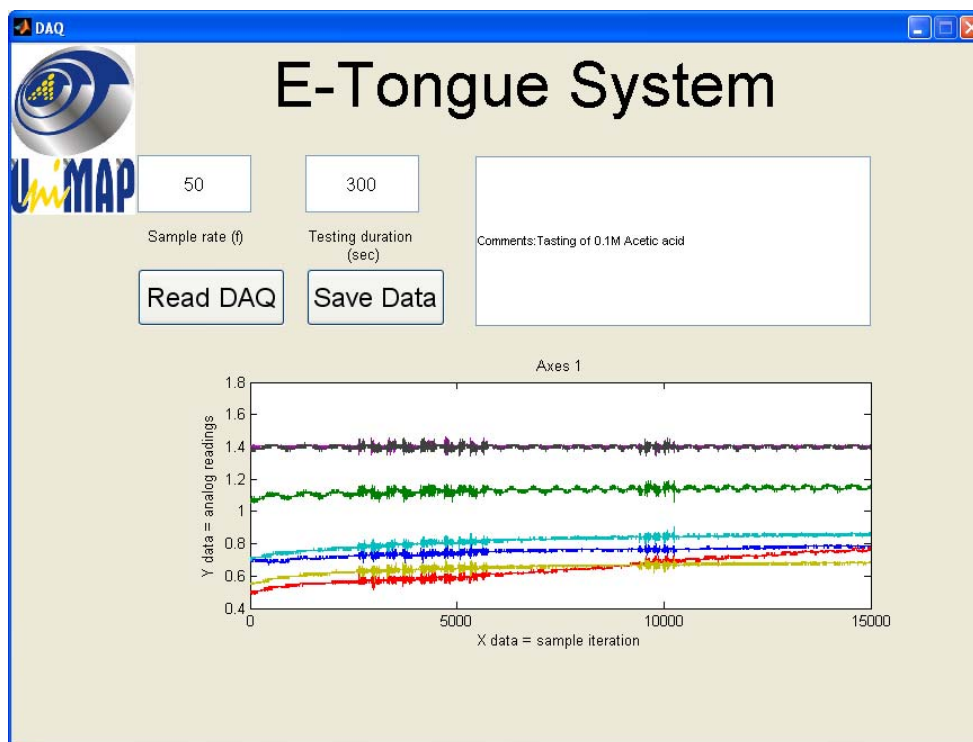 DAQ
E-Tongue System
UniMAP
50
300
Comments:Tasting of 0.1M Acetic acid
Sample rate (f)
Testing duration
(sec)
Read DAQ
Save Data
Axes 1
Y data = analog readings
1.8
1.6
1.4
1.2
1
0.8
0.6
0.4
0
5000
10000
15000
X data = sample iteration